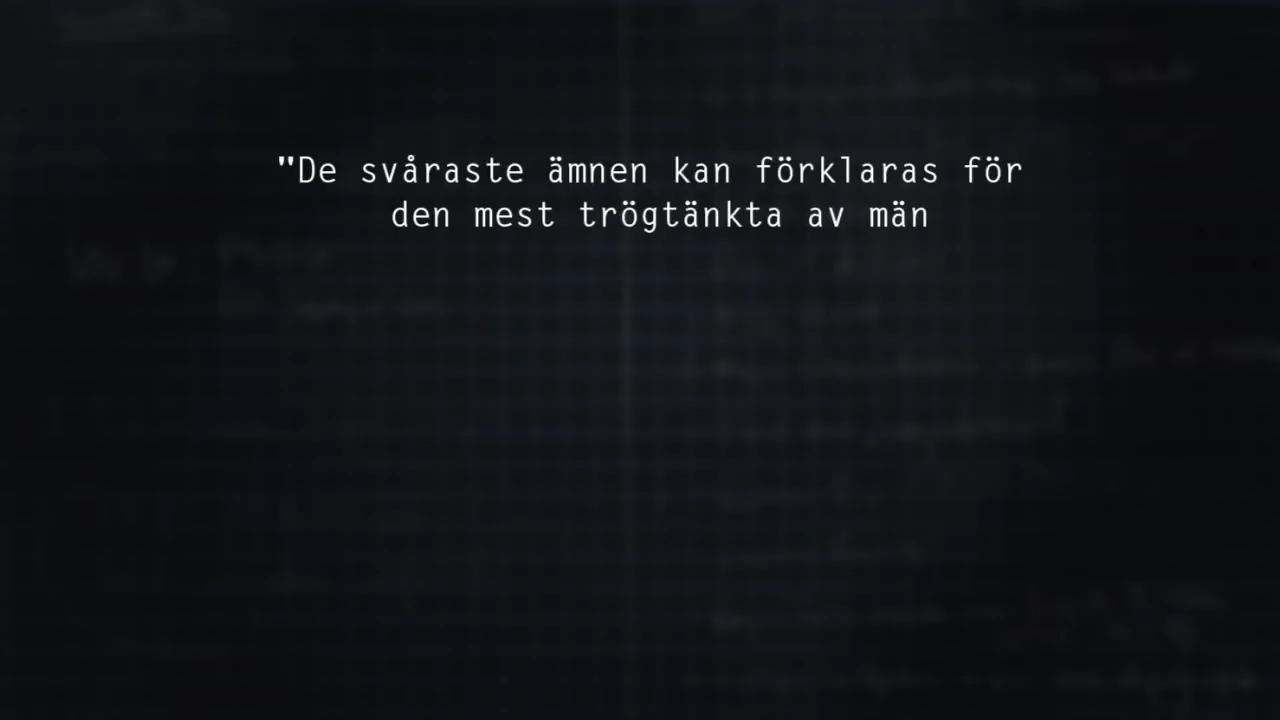 "De svåraste ämnen kan förklaras för
den mest trögtänkta av män